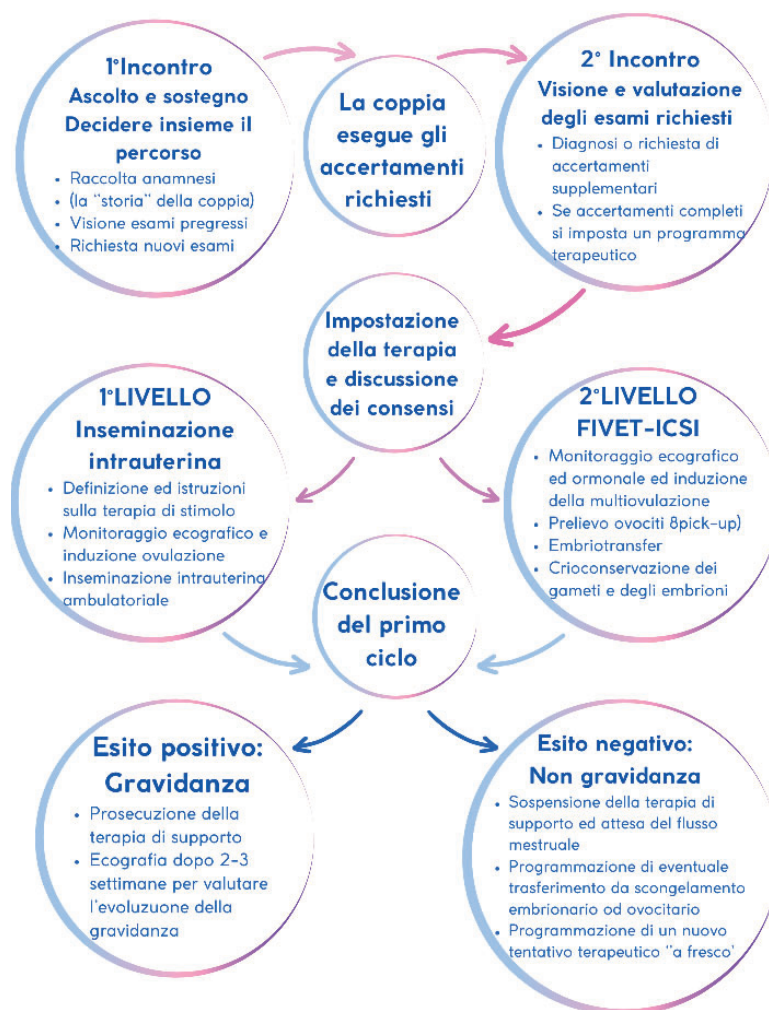 1°Incontro
Ascolto e sostegno
Decidere insieme il
percorso
• Raccolta anamnesi
• (la "storia" della coppia)
• Visione esami pregressi
• Richiesta nuovi esami
La coppia
esegue gli
accertamenti
richiesti
2° Incontro
Visione e valutazione
degli esami richiesti
• Diagnosi o richiesta di
accertamenti
supplementari
• Se accertamenti completi
si imposta un programma
terapeutico
Impostazione
della terapia
e discussione
dei consensi
1°LIVELLO
Inseminazione
intrauterina
• Definizione ed istruzioni
sulla terapia di stimolo
• Monitoraggio ecografico e
induzione ovulazione
• Inseminazione intrauterina
ambulatoriale
2°LIVELLO
FIVET-ICSI
• Monitoraggio ecografico
ed ormonale ed induzione
della multiovulazione
• Prelievo ovociti 8pick-up)
• Embriotransfer
• Crioconservazione dei
gameti e degli embrioni
Conclusione
del primo
ciclo
Esito positivo:
Gravidanza
• Prosecuzione della
terapia di supporto
• Ecografia dopo 2-3
settimane per valutare
l'evoluzuone della
gravidanza
Esito negativo:
Non gravidanza
• Sospensione della terapia di
supporto ed attesa del flusso
mestruale
• Programmazione di eventuale
trasferimento da scongelamento
embrionario od ovocitario
• Programmazione di un nuovo
tentativo terapeutico "a fresco'